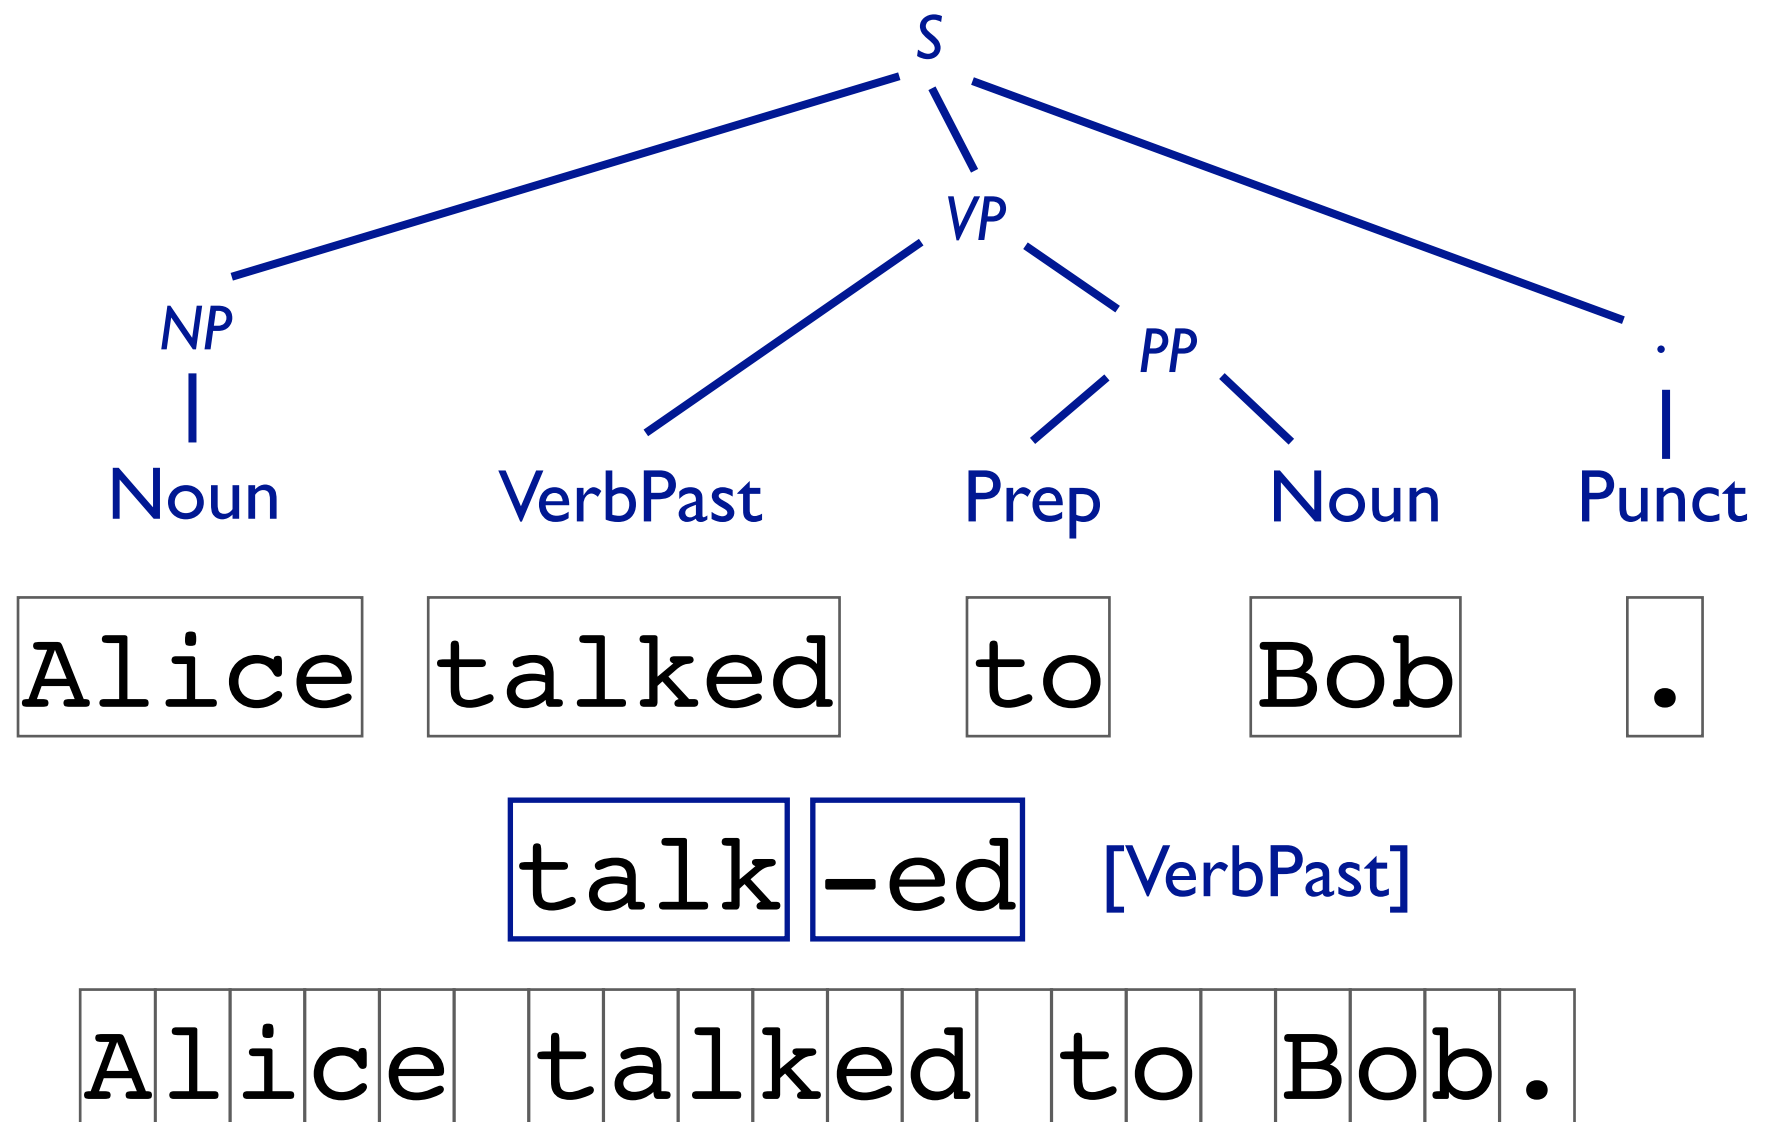 S
VP
NP
PP
.
Noun VerbPast Prep Noun Punct
Alice talked to Bob .
talk -ed [VerbPast]
Alice talked to Bob.